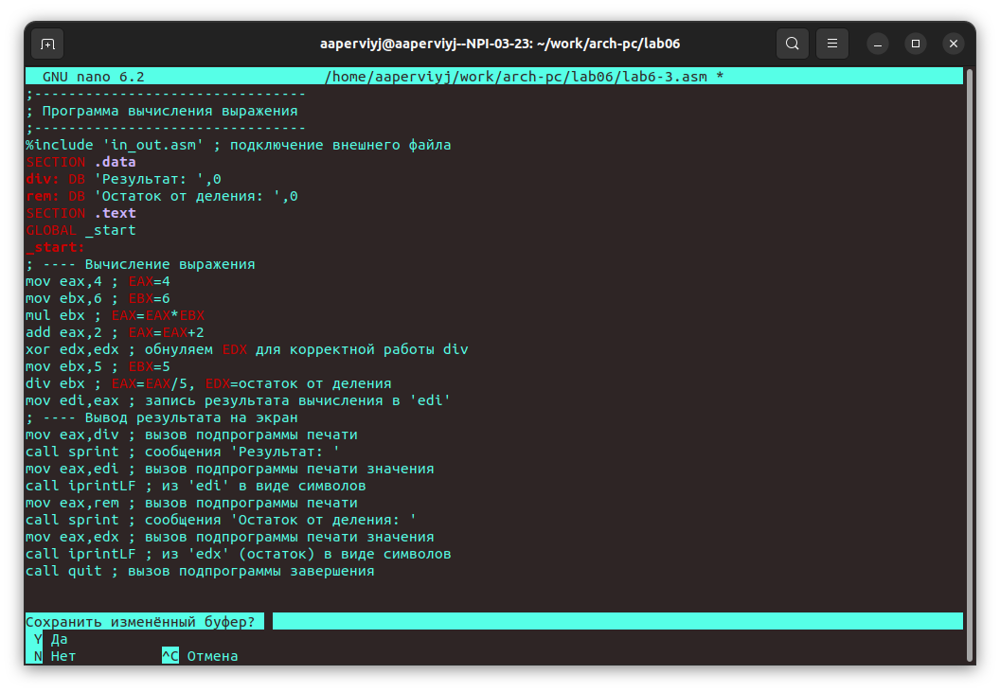 aaperviyj@aaperviyj--NPI-03-23: ~/work/arch-pc/lab06
GNU nano 6.2 /home/aaperviyj/work/arch-pc/lab06/lab6-3.asm *
;--------------------------------
; Программа вычисления выражения
;--------------------------------
%include 'in_out.asm' ; подключение внешнего файла
SECTION .data
div: DB 'Результат: ',0
rem: DB 'Остаток от деления: ',0
SECTION .text
GLOBAL _start
_start:
; ---- Вычисление выражения
mov eax,4 ; EAX=4
mov ebx,6 ; EBX=6
mul ebx ; EAX=EAX*EBX
add eax,2 ; EAX=EAX+2
xor edx,edx ; обнуляем EDX для корректной работы div
mov ebx,5 ; EBX=5
div ebx ; EAX=EAX/5, EDX=остаток от деления
mov edi,eax ; запись результата вычисления в 'edi'
; ---- Вывод результата на экран
mov eax,div ; вызов подпрограммы печати
call sprint ; сообщения 'Результат: '
mov eax,edi ; вызов подпрограммы печати значения
call iprintLF ; из 'edi' в виде символов
mov eax,rem ; вызов подпрограммы печати
call sprint ; сообщения 'Остаток от деления: '
mov eax,edx ; вызов подпрограммы печати значения
call iprintLF ; из 'edx' (остаток) в виде символов
call quit ; вызов подпрограммы завершения
Сохранить изменённый буфер?
Y Да
N Нет ^C Отмена